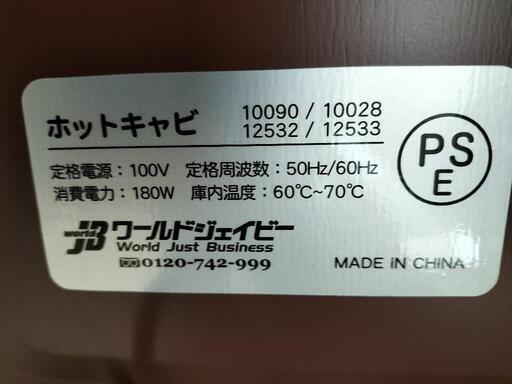 ホットキャビ
10090 / 10028
12532 / 12533
定格電源：100V 定格周波数：50Hz/60Hz
消費電力：180W 庫内温度：60℃~70℃
PS
E
world
JB
ワールドジェイビー
World Just Business
0120-742-999
MADE IN CHINA